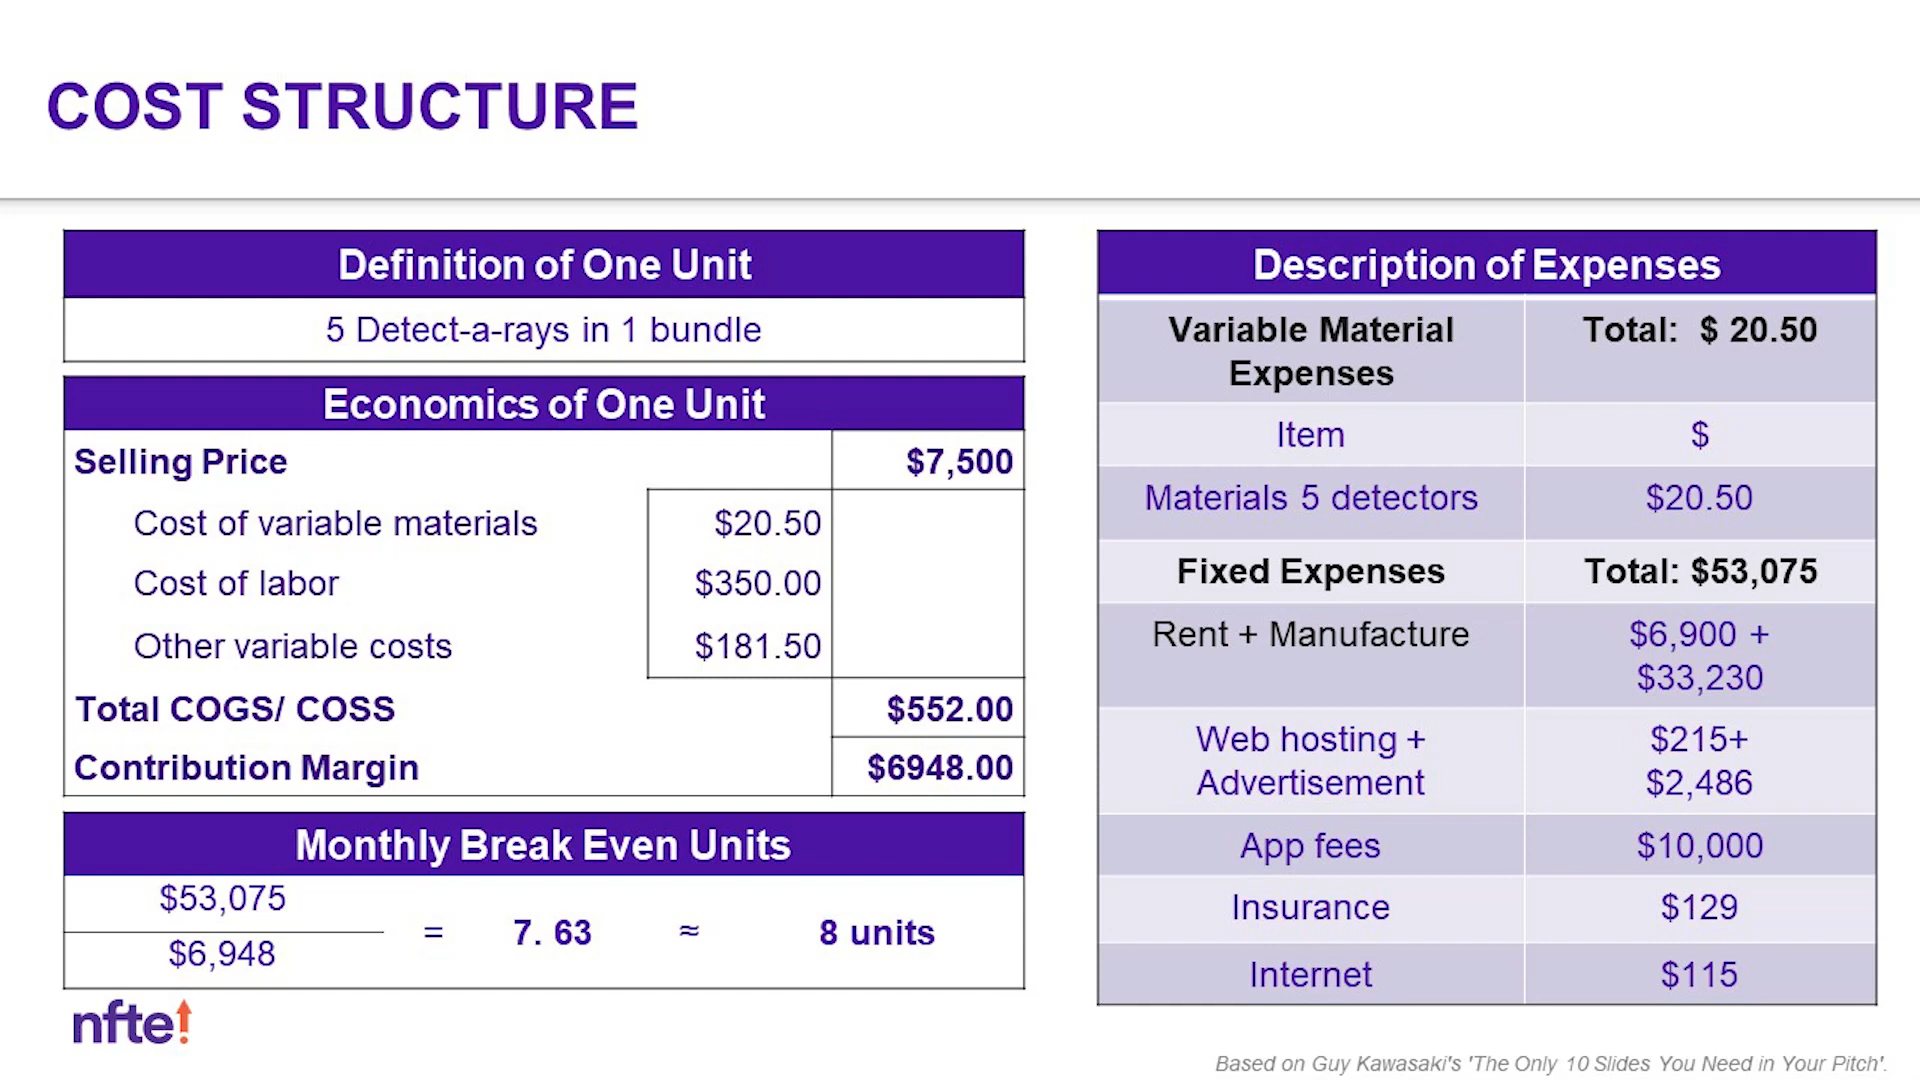 COST STRUCTURE
Definition of One Unit
5 Detect-a-rays in 1 bundle
Economics of One Unit
Selling Price $7,500
Cost of variable materials $20.50
Cost of labor $350.00
Other variable costs $181.50
Total COGS/ COSS $552.00
Contribution Margin $6948.00
Monthly Break Even Units
$53,075
= 7. 63 ≈ 8 units
$6,948
Description of Expenses
Variable Material Total: $ 20.50
Expenses
Item $
Materials 5 detectors $20.50
Fixed Expenses Total: $53,075
Rent + Manufacture $6,900 +
$33,230
Web hosting + $215+
Advertisement $2,486
App fees $10,000
Insurance $129
Internet $115
nfte!
Based on Guy Kawasaki's 'The Only 10 Slides You Need in Your Pitch'.